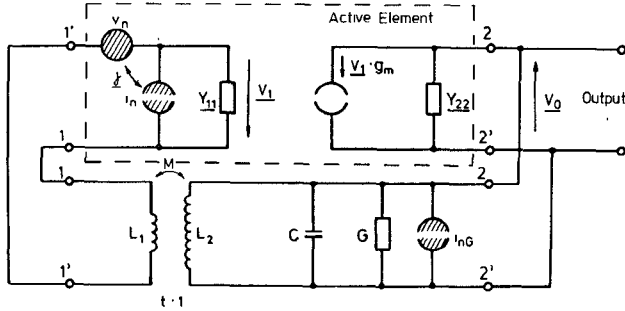 1'
v_n
Active Element
2
γ
i_n
Y_11
V_1
V_1·g_m
Y_22
V_0
Output
1
2'
1
M
2
L_1
L_2
C
G
i_nG
1'
2'
t·1